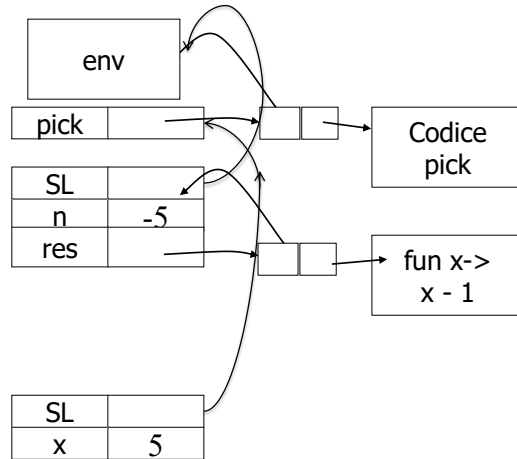 env
pick
Codice
pick
SL
n -5
res
fun x->
x - 1
SL
x 5